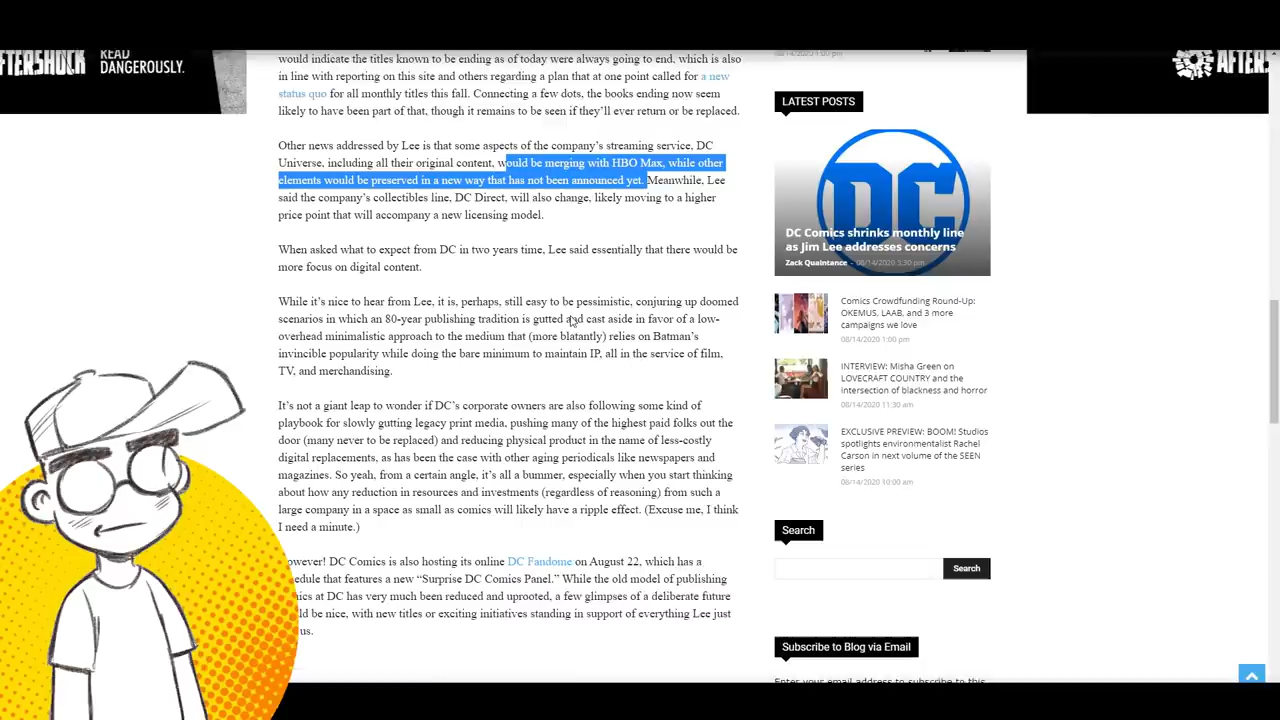 AFTERSHOCK
READ
DANGEROUSLY.
would indicate the titles known to be ending as of today were always going to end, which is also
in line with reporting on this site and others regarding a plan that at one point called for a new
status quo for all monthly titles this fall. Connecting a few dots, the books ending now seem
likely to have been part of that, though it remains to be seen if they'll ever return or be replaced.
Other news addressed by Lee is that some aspects of the company's streaming service, DC
Universe, including all their original content, would be merging with HBO Max, while other
elements would be preserved in a new way that has not been announced yet. Meanwhile, Lee
said the company's collectibles line, DC Direct, will also change, likely moving to a higher
price point that will accompany a new licensing model.
When asked what to expect from DC in two years time, Lee said essentially that there would be
more focus on digital content.
While it's nice to hear from Lee, it is, perhaps, still easy to be pessimistic, conjuring up doomed
scenarios in which an 80-year publishing tradition is gutted and cast aside in favor of a low-
overhead minimalistic approach to the medium that (more blatantly) relies on Batman's
invincible popularity while doing the bare minimum to maintain IP, all in the service of film,
TV, and merchandising.
It's not a giant leap to wonder if DC's corporate owners are also following some kind of
playbook for slowly gutting legacy print media, pushing many of the highest paid folks out the
door (many never to be replaced) and reducing physical product in the name of less-costly
digital replacements, as has been the case with other aging periodicals like newspapers and
magazines. So yeah, from a certain angle, it's all a bummer, especially when you start thinking
about how any reduction in resources and investments (regardless of reasoning) from such a
large company in a space as small as comics will likely have a ripple effect. (Excuse me, I think
I need a minute.)
owever! DC Comics is also hosting its online DC Fandome on August 22, which has a
hedule that features a new "Surprise DC Comics Panel." While the old model of publishing
ics at DC has very much been reduced and uprooted, a few glimpses of a deliberate future
ld be nice, with new titles or exciting initiatives standing in support of everything Lee just
us.
08/14/2020 1:00 pm
LATEST POSTS
DC
DC Comics shrinks monthly line
as Jim Lee addresses concerns
Zack Quaintance - 08/14/2020 3:30 pm
Comics Crowdfunding Round-Up:
OKEMUS, LAAB, and 3 more
campaigns we love
08/14/2020 1:00 pm
INTERVIEW: Misha Green on
LOVECRAFT COUNTRY and the
intersection of blackness and horror
08/14/2020 11:30 am
EXCLUSIVE PREVIEW: BOOM! Studios
spotlights environmentalist Rachel
Carson in next volume of the SEEN
series
08/14/2020 10:00 am
Search
Search
Subscribe to Blog via Email
Enter your email address to subscribe to this
AFTERS